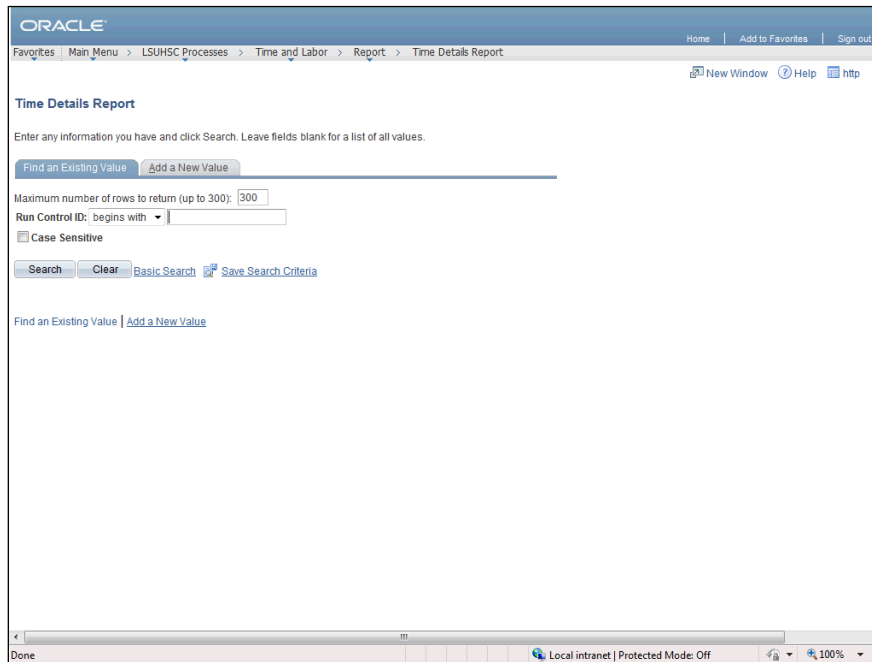 ORACLE
Home | Add to Favorites | Sign out
Favorites Main Menu > LSUHSC Processes > Time and Labor > Report > Time Details Report
New Window Help http
Time Details Report
Enter any information you have and click Search. Leave fields blank for a list of all values.
Find an Existing Value Add a New Value
Maximum number of rows to return (up to 300): 300
Run Control ID: begins with
Case Sensitive
Search Clear Basic Search Save Search Criteria
Find an Existing Value | Add a New Value
Done Local intranet | Protected Mode: Off 100%